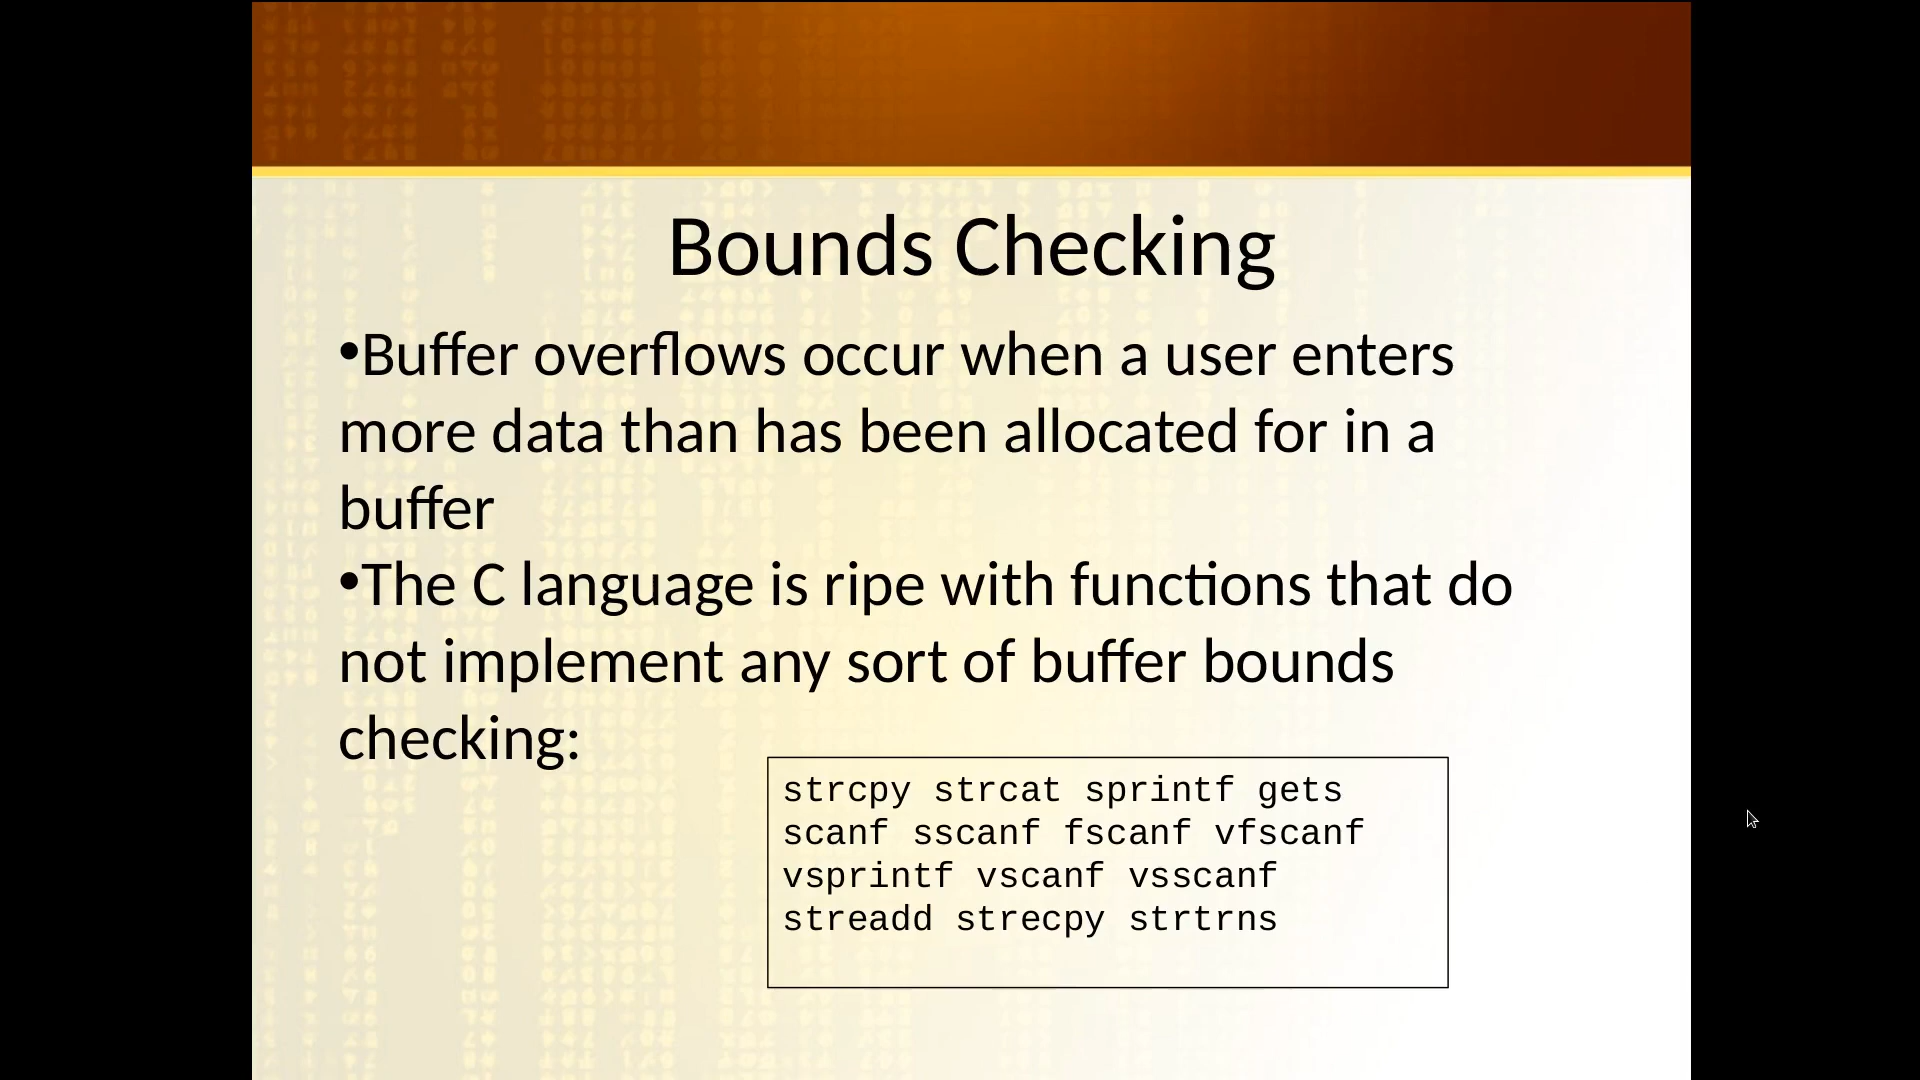 Bounds Checking
•Buffer overflows occur when a user enters
more data than has been allocated for in a
buffer
•The C language is ripe with functions that do
not implement any sort of buffer bounds
checking:
strcpy strcat sprintf gets
scanf sscanf fscanf vfscanf
vsprintf vscanf vsscanf
streadd strecpy strtrns